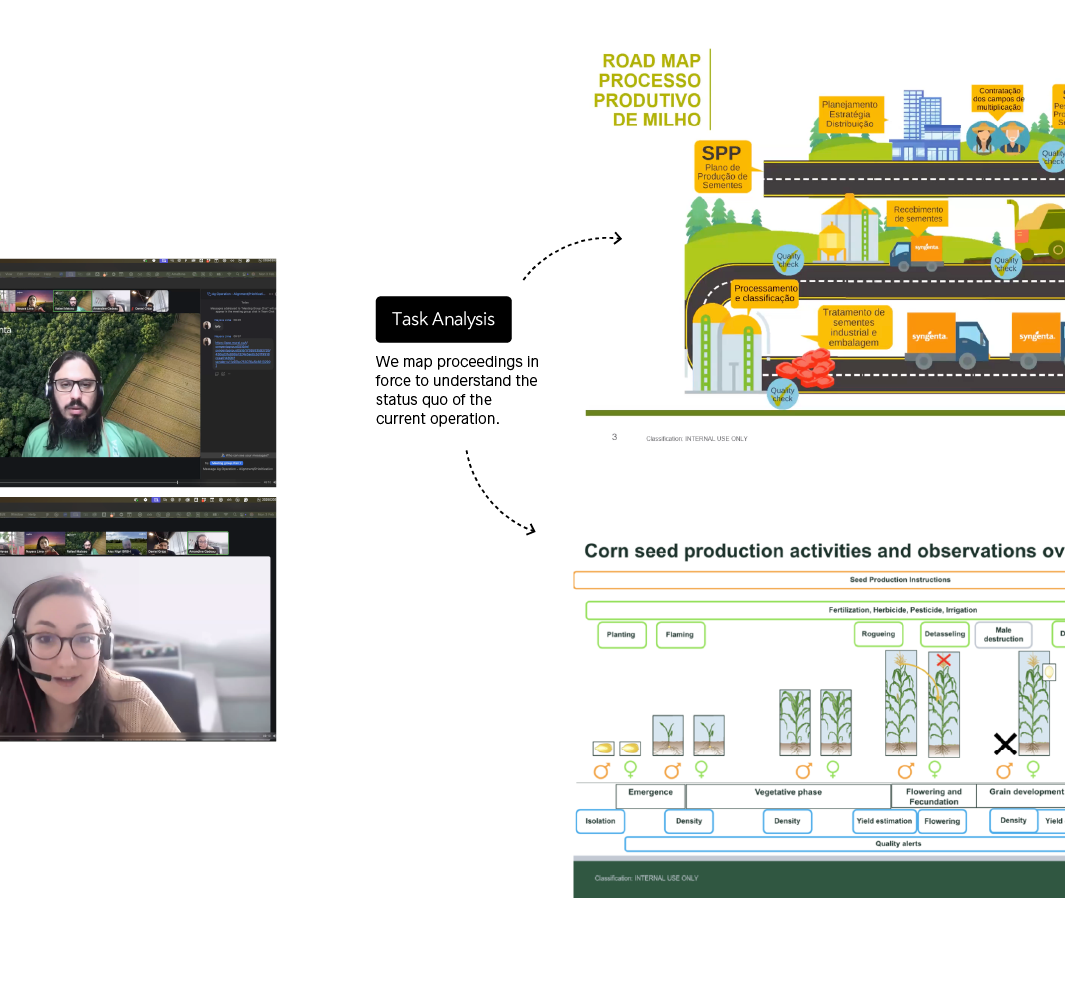 ROAD MAP
PROCESSO
PRODUTIVO
DE MILHO
Planejamento
Estratégia
Distribuição
Contratação
dos campos de
multiplicação
SPP
Plano de
Produção de
Sementes
Quality
check
Recebimento
de sementes
syngenta.
Quality
check
Quality
check
Processamento
e classificação
Tratamento de
sementes
industrial e
embalagem
syngenta.
syngenta.
Quality
check
3
Classification: INTERNAL USE ONLY
Task Analysis
We map proceedings in
force to understand the
status quo of the
current operation.
Corn seed production activities and observations ov
Seed Production Instructions
Fertilization, Herbicide, Pesticide, Irrigation
Planting
Flaming
Rogueing
Detasseling
Male
destruction
D
Emergence
Vegetative phase
Flowering and
Fecundation
Grain development
Isolation
Density
Density
Yield estimation
Flowering
Density
Yield
Quality alerts
Classification: INTERNAL USE ONLY